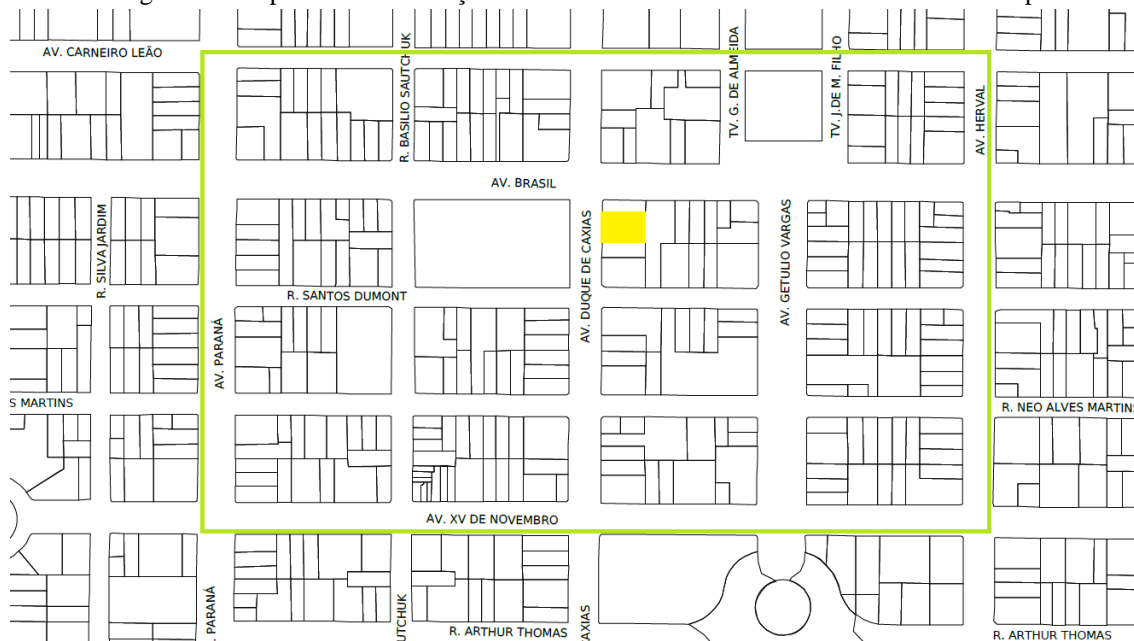 AV. CARNEIRO LEÃO
R. BASILIO SAUTCHUK
TV. G. DE ALMEIDA
TV. J.DE M. FILHO
AV. HERVAL
AV. BRASIL
R. SILVA JARDIM
AV. DUQUE DE CAXIAS
AV. GETULIO VARGAS
R. SANTOS DUMONT
AV. PARANÁ
S MARTINS
R. NEO ALVES MARTINS
AV. XV DE NOVEMBRO
. PARANÁ
UTCHUK
R. ARTHUR THOMAS
CAXIAS
R. ARTHUR THOMAS